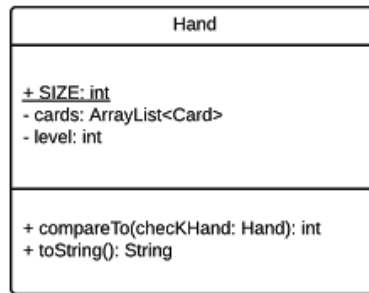 Hand
+ SIZE: int
- cards: ArrayList<Card>
- level: int
+ compareTo(checKHand: Hand): int
+ toString(): String